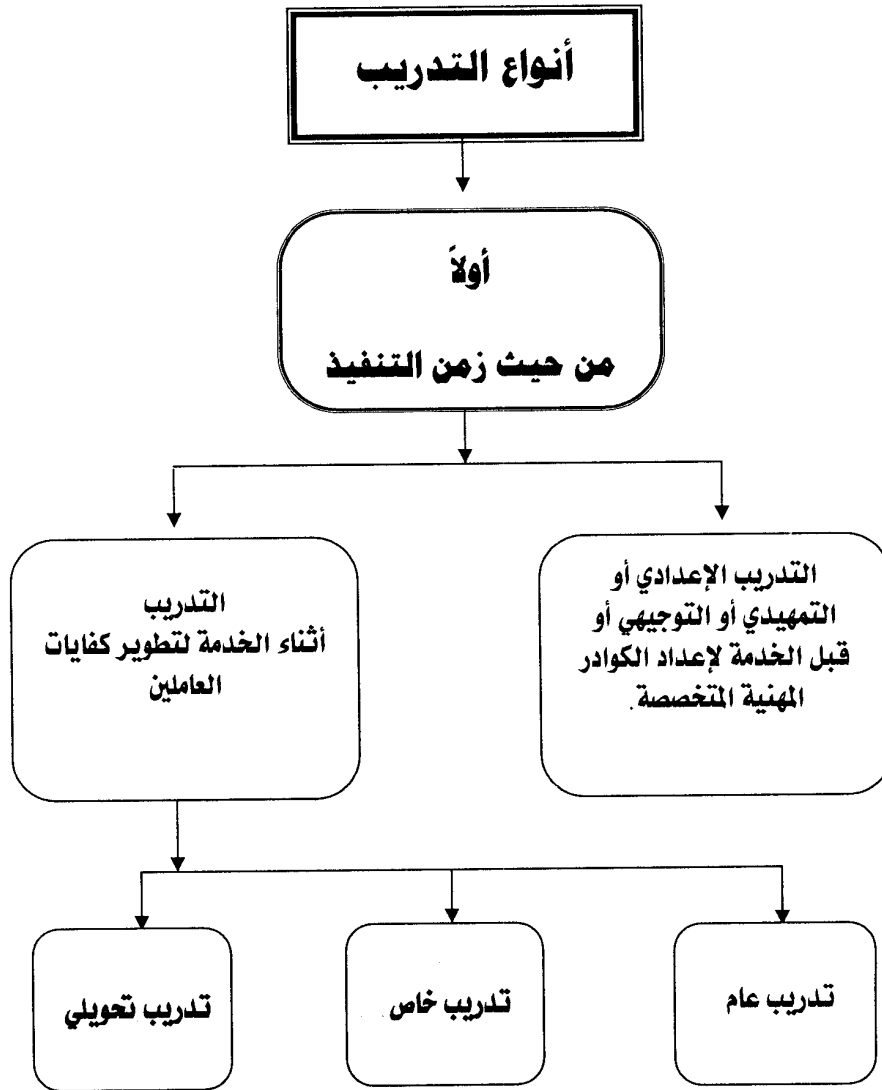 أنواع التدريب
أولاً
من حيث زمن التنفيذ
التدريب الإعدادي أو
التمهيدي أو التوجيهي أو
قبل الخدمة لإعداد الكوادر
المهنية المتخصصة.
التدريب
أثناء الخدمة لتطوير كفايات
العاملين
تدريب عام
تدريب خاص
تدريب تحويلي